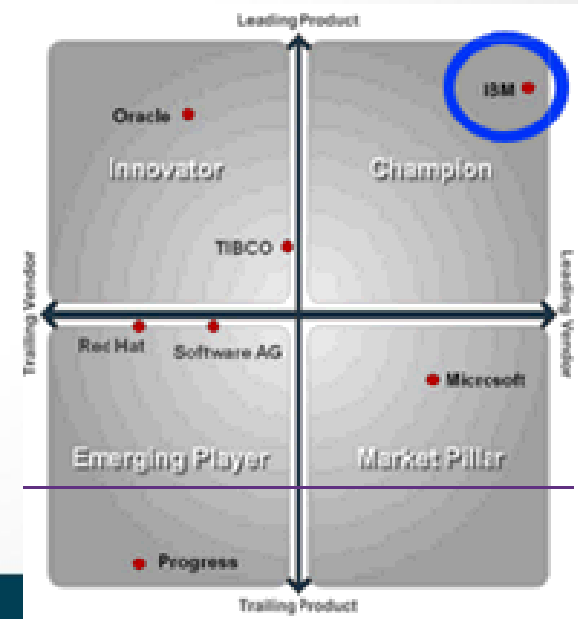 Leading Product
IBM
Oracle
Innovator
Champion
TIBCO
Trailing Vendor
Leading Vendor
Red Hat
Software AG
Microsoft
Emerging Player
Market Pillar
Progress
Trailing Product